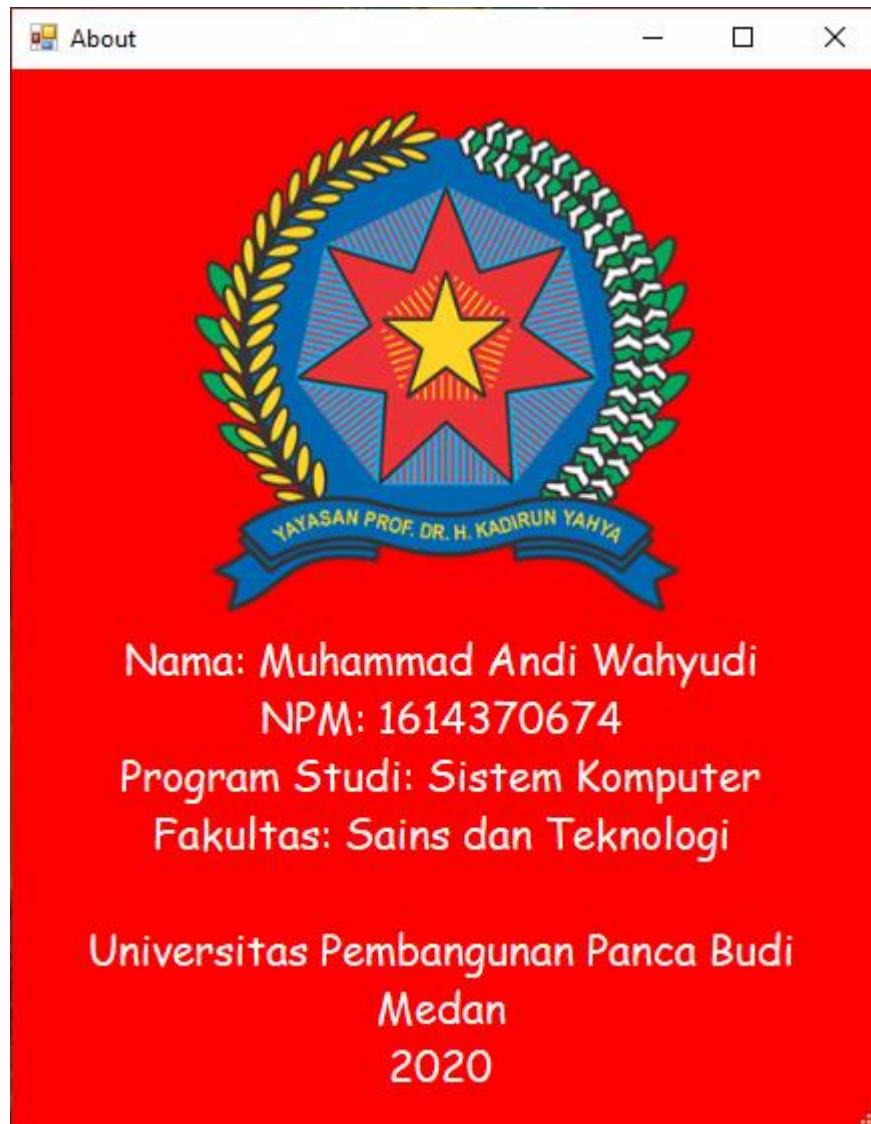 About
YAYASAN PROF. DR. H. KADIRUN YAHYA
Nama: Muhammad Andi Wahyudi
NPM: 1614370674
Program Studi: Sistem Komputer
Fakultas: Sains dan Teknologi
Universitas Pembangunan Panca Budi
Medan
2020